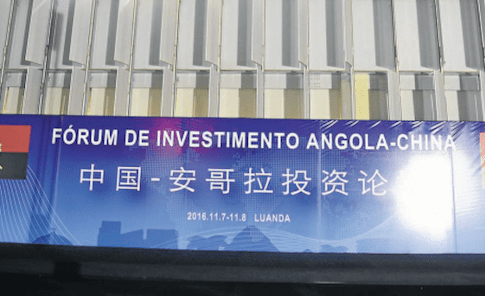 FÓRUM DE INVESTIMENTO ANGOLA-CHINA
中国-安哥拉投资论
2016.11.7-11.8 LUANDA